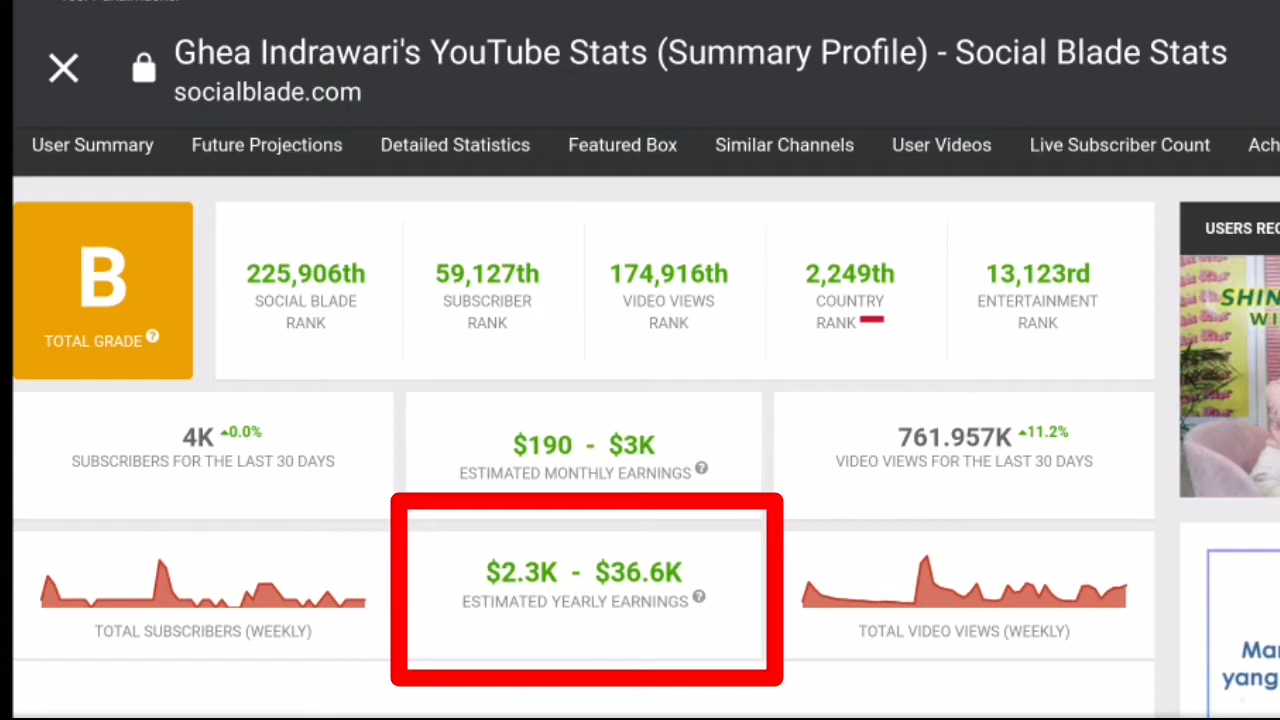 Ghea Indrawari's YouTube Stats (Summary Profile) - Social Blade Stats
socialblade.com
User Summary Future Projections Detailed Statistics Featured Box Similar Channels User Videos Live Subscriber Count Ach
B
TOTAL GRADE ?
225,906th
SOCIAL BLADE
RANK
59,127th
SUBSCRIBER
RANK
174,916th
VIDEO VIEWS
RANK
2,249th
COUNTRY
RANK
13,123rd
ENTERTAINMENT
RANK
USERS REC
SHIN
WI
4K 0.0%
SUBSCRIBERS FOR THE LAST 30 DAYS
$190 - $3K
ESTIMATED MONTHLY EARNINGS ?
761.957K 11.2%
VIDEO VIEWS FOR THE LAST 30 DAYS
TOTAL SUBSCRIBERS (WEEKLY)
$2.3K - $36.6K
ESTIMATED YEARLY EARNINGS ?
TOTAL VIDEO VIEWS (WEEKLY)
Man
yang